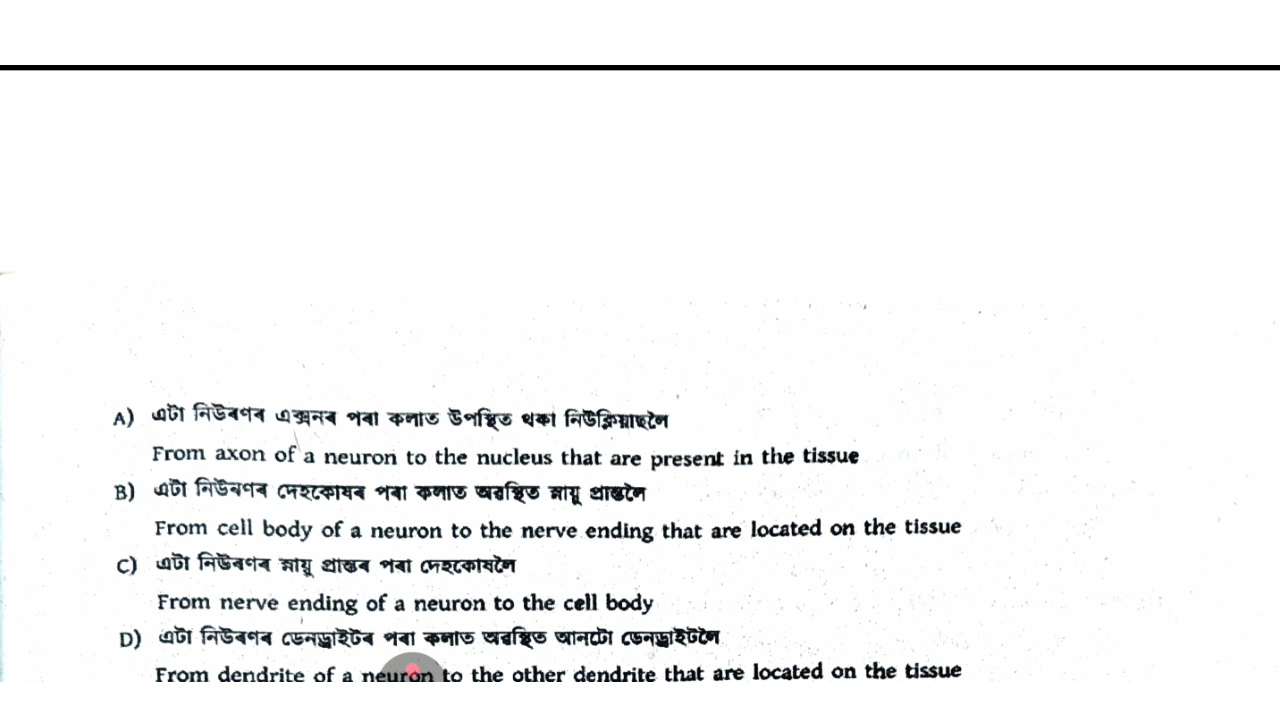 A) এটা নিউৰণৰ এক্সনৰ পৰা কলাত উপস্থিত থকা নিউক্লিয়াছলৈ
From axon of a neuron to the nucleus that are present in the tissue
B) এটা নিউৰণৰ দেহকোষৰ পৰা কলাত অৱস্থিত স্নায়ু প্ৰান্তলৈ
From cell body of a neuron to the nerve ending that are located on the tissue
C) এটা নিউৰণৰ স্নায়ু প্ৰান্তৰ পৰা দেহকোষলৈ
From nerve ending of a neuron to the cell body
D) এটা নিউৰণৰ ডেনড্ৰাইটৰ পৰা কলাত অৱস্থিত আনটো ডেনড্ৰাইটলৈ
From dendrite of a neuron to the other dendrite that are located on the tissue